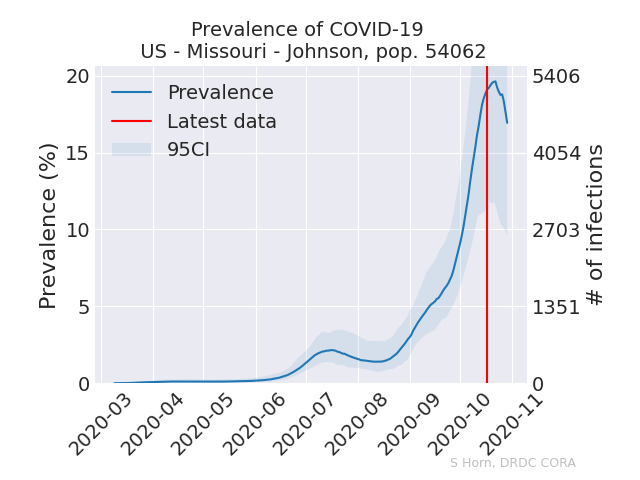 Prevalence of COVID-19
US - Missouri - Johnson, pop. 54062
Prevalence
Latest data
95CI
Prevalence (%)
20
15
10
5
0
5406
4054
2703
1351
0
# of infections
2020-03
2020-04
2020-05
2020-06
2020-07
2020-08
2020-09
2020-10
2020-11
S Horn, DRDC CORA